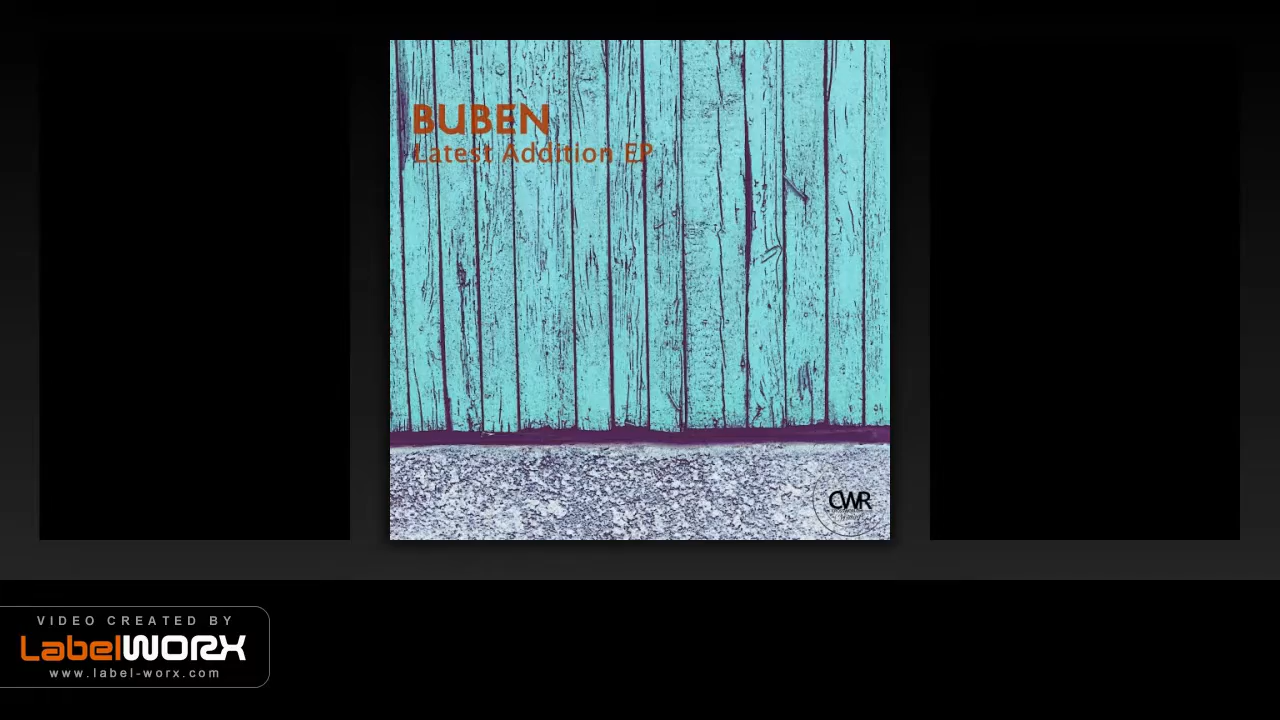 BUBEN
Latest Addition EP
CWR
VIDEO CREATED BY
LabelWORX
www.label-worx.com